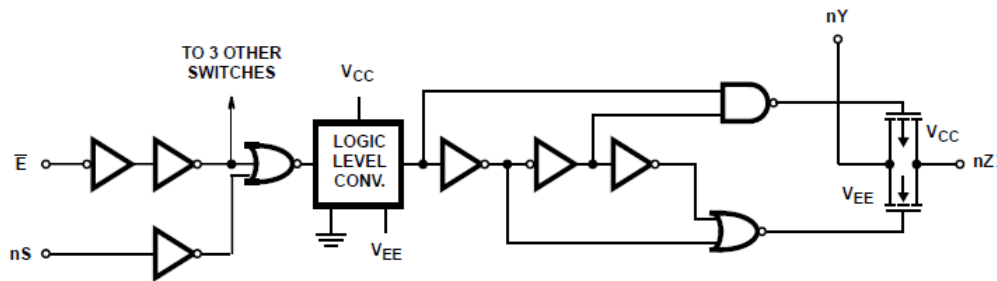 nY
TO 3 OTHER
SWITCHES
VCC
E̅
LOGIC
LEVEL
CONV.
VCC
nZ
VEE
nS
VEE